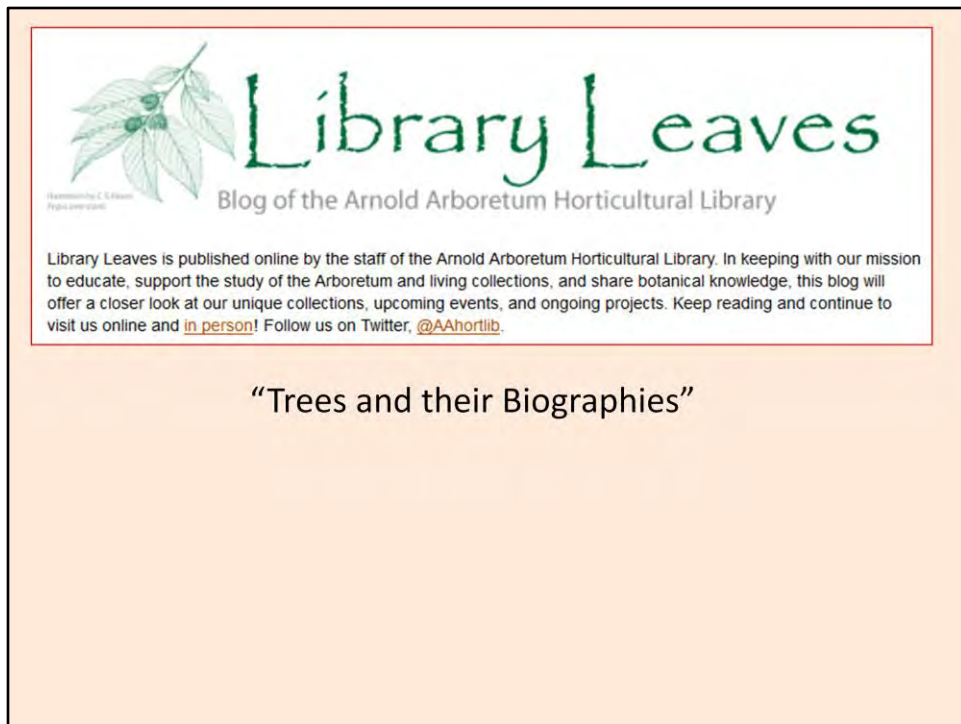 Library Leaves
Blog of the Arnold Arboretum Horticultural Library
Library Leaves is published online by the staff of the Arnold Arboretum Horticultural Library. In keeping with our mission
to educate, support the study of the Arboretum and living collections, and share botanical knowledge, this blog will
offer a closer look at our unique collections, upcoming events, and ongoing projects. Keep reading and continue to
visit us online and in person! Follow us on Twitter, @AAhortlib.
“Trees and their Biographies”